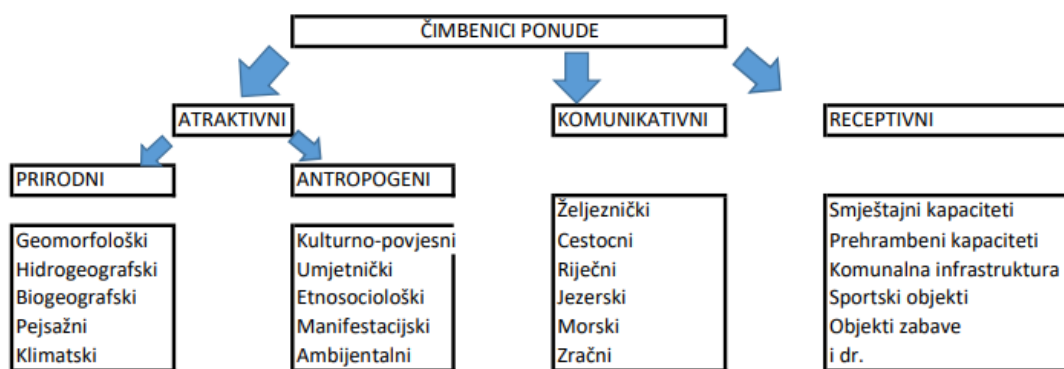 ČIMBENICI PONUDE
ATRAKTIVNI
KOMUNIKATIVNI
RECEPTIVNI
PRIRODNI
ANTROPOGENI
Geomorfološki
Hidrogeografski
Biogeografski
Pejsažni
Klimatski
Kulturno-povjesni
Umjetnički
Etnosociološki
Manifestacijski
Ambijentalni
Željeznički
Cestocni
Riječni
Jezerski
Morski
Zračni
Smještajni kapaciteti
Prehrambeni kapaciteti
Komunalna infrastruktura
Sportski objekti
Objekti zabave
i dr.